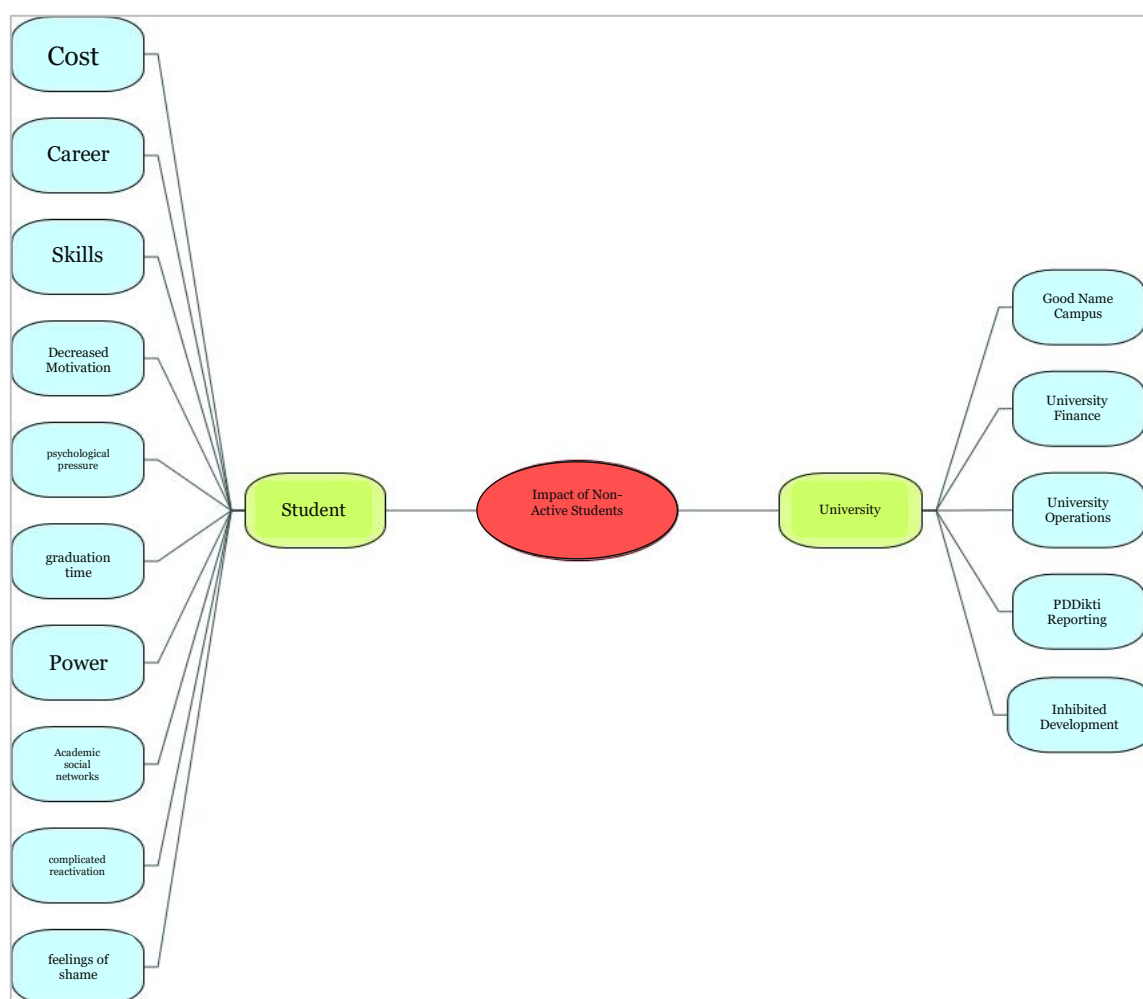 Cost
Career
Skills
Decreased
Motivation
psychological
pressure
graduation
time
Power
Academic
social
networks
complicated
reactivation
feelings of
shame
Student
Impact of Non-
Active Students
University
Good Name
Campus
University
Finance
University
Operations
PDDikti
Reporting
Inhibited
Development